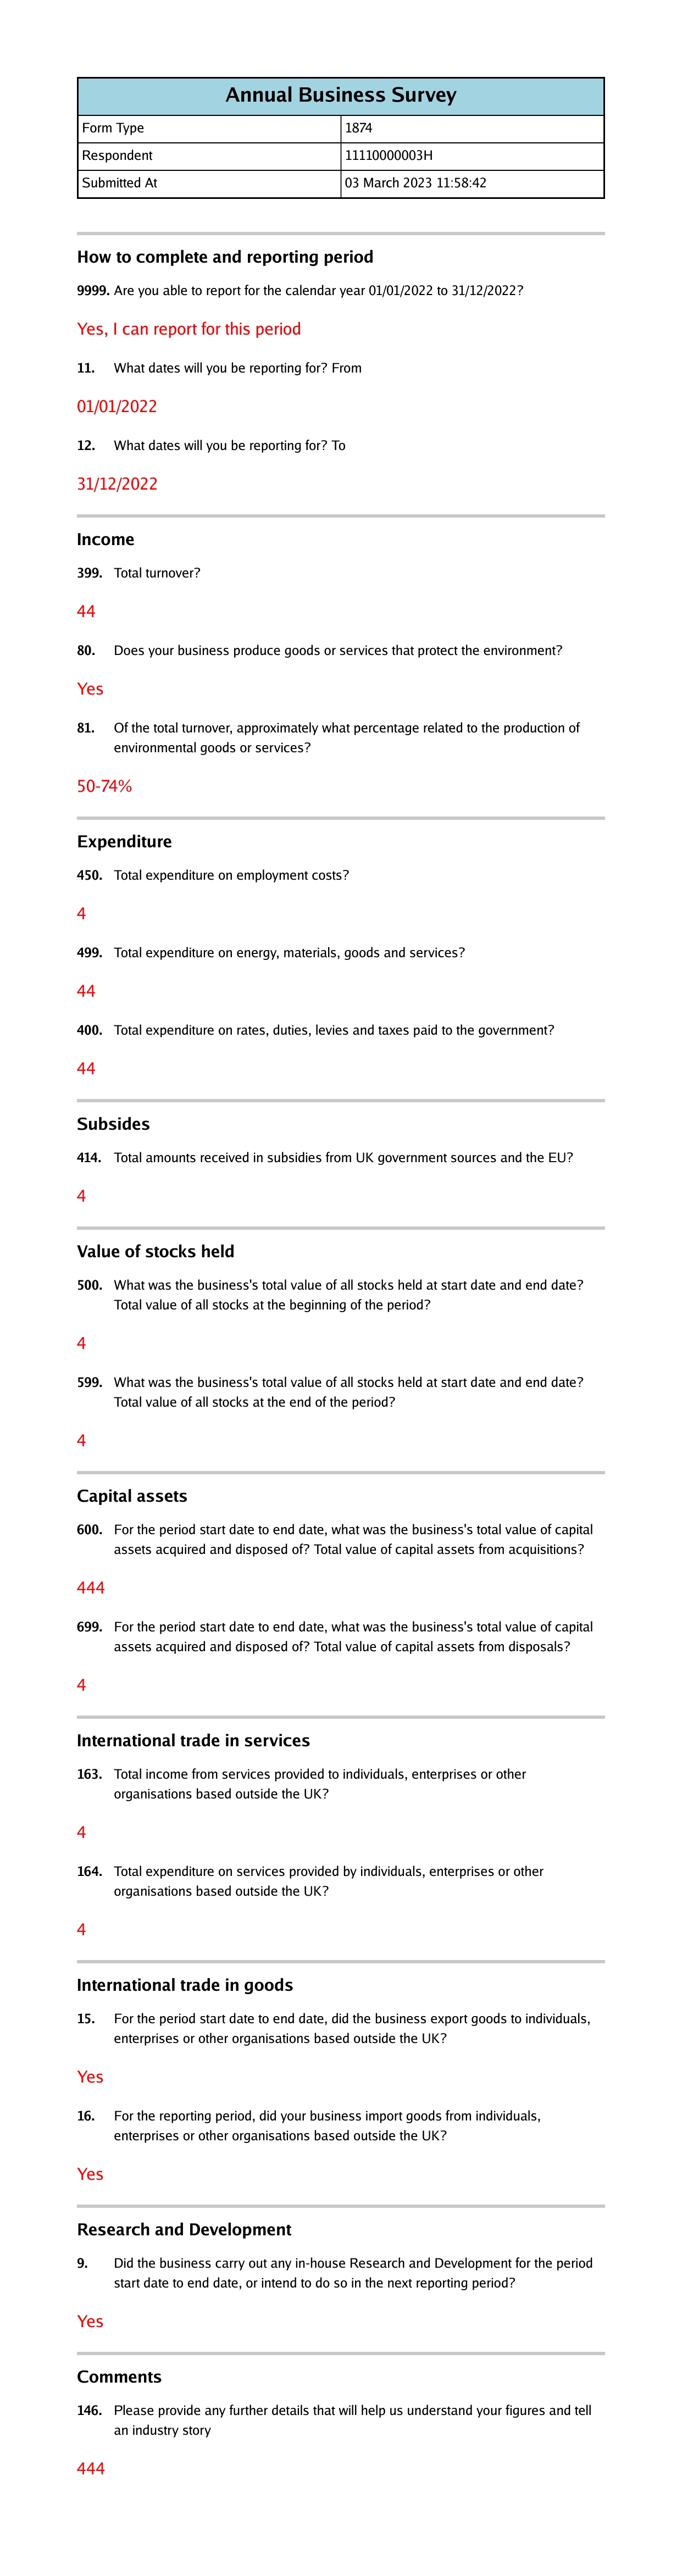 Annual Business Survey
Form Type 1874
Respondent 11110000003H
Submitted At 03 March 2023 11:58:42
How to complete and reporting period
9999. Are you able to report for the calendar year 01/01/2022 to 31/12/2022?
Yes, I can report for this period
11. What dates will you be reporting for? From
01/01/2022
12. What dates will you be reporting for? To
31/12/2022
Income
399. Total turnover?
44
80. Does your business produce goods or services that protect the environment?
Yes
81. Of the total turnover, approximately what percentage related to the production of
environmental goods or services?
50-74%
Expenditure
450. Total expenditure on employment costs?
4
499. Total expenditure on energy, materials, goods and services?
44
400. Total expenditure on rates, duties, levies and taxes paid to the government?
44
Subsides
414. Total amounts received in subsidies from UK government sources and the EU?
4
Value of stocks held
500. What was the business's total value of all stocks held at start date and end date?
Total value of all stocks at the beginning of the period?
4
599. What was the business's total value of all stocks held at start date and end date?
Total value of all stocks at the end of the period?
4
Capital assets
600. For the period start date to end date, what was the business's total value of capital
assets acquired and disposed of? Total value of capital assets from acquisitions?
444
699. For the period start date to end date, what was the business's total value of capital
assets acquired and disposed of? Total value of capital assets from disposals?
4
International trade in services
163. Total income from services provided to individuals, enterprises or other
organisations based outside the UK?
4
164. Total expenditure on services provided by individuals, enterprises or other
organisations based outside the UK?
4
International trade in goods
15. For the period start date to end date, did the business export goods to individuals,
enterprises or other organisations based outside the UK?
Yes
16. For the reporting period, did your business import goods from individuals,
enterprises or other organisations based outside the UK?
Yes
Research and Development
9. Did the business carry out any in-house Research and Development for the period
start date to end date, or intend to do so in the next reporting period?
Yes
Comments
146. Please provide any further details that will help us understand your figures and tell
an industry story
444